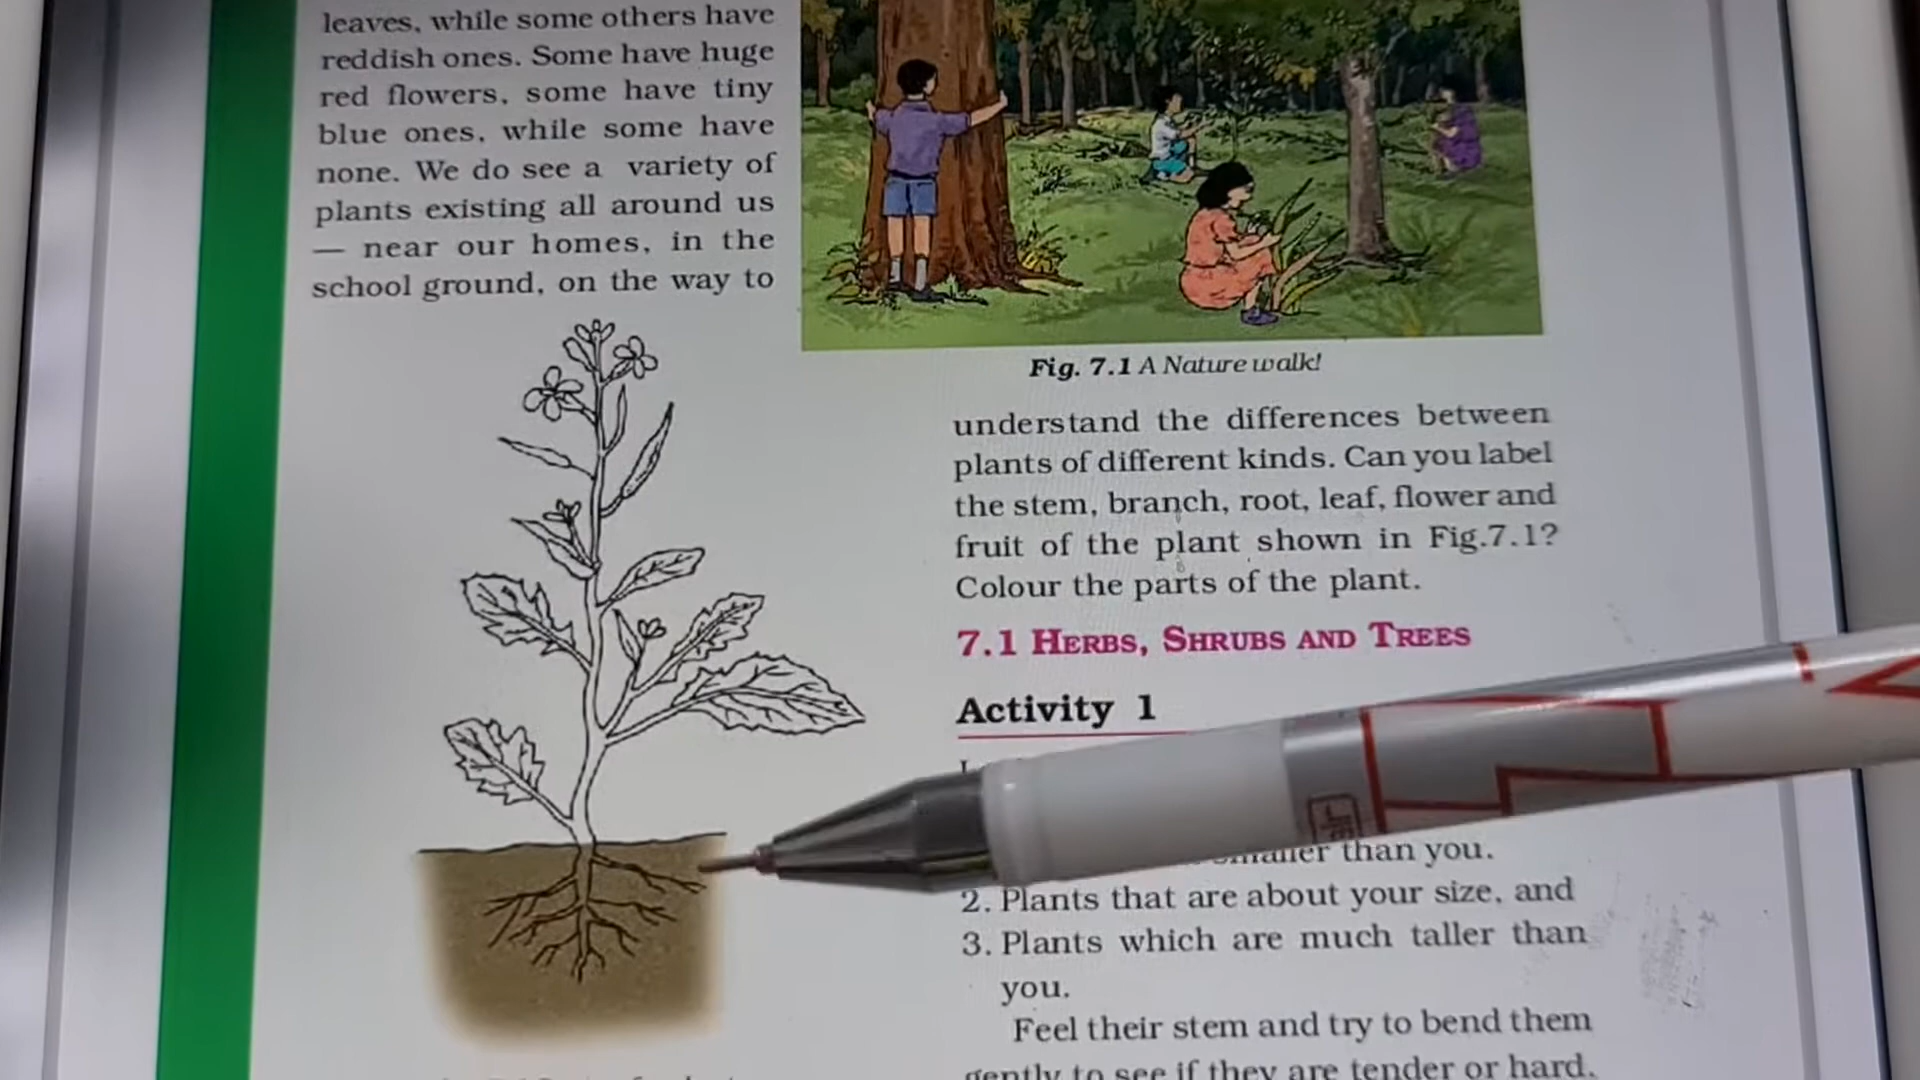 leaves, while some others have
reddish ones. Some have huge
red flowers, some have tiny
blue ones, while some have
none. We do see a variety of
plants existing all around us
— near our homes, in the
school ground, on the way to
Fig. 7.1 A Nature walk!
understand the differences between
plants of different kinds. Can you label
the stem, branch, root, leaf, flower and
fruit of the plant shown in Fig.7.1?
Colour the parts of the plant.
7.1 HERBS, SHRUBS AND TREES
Activity 1
smaller than you.
2. Plants that are about your size, and
3. Plants which are much taller than
you.
Feel their stem and try to bend them
gently to see if they are tender or hard.